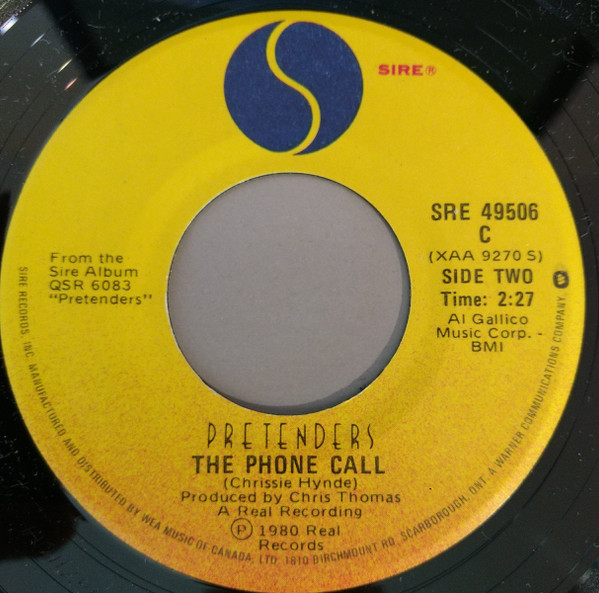 SIRE®
SRE 49506
C
(XAA 9270 S)
SIDE TWO
Time: 2:27
Al Gallico
Music Corp. -
BMI
From the
Sire Album
QSR 6083
"Pretenders"
PRETENDERS
THE PHONE CALL
(Chrissie Hynde)
Produced by Chris Thomas
A Real Recording
℗ 1980 Real
Records
SIRE RECORDS, INC. MANUFACTURED AND DISTRIBUTED BY WEA MUSIC OF CANADA, LTD. 1810 BIRCHMOUNT RD, SCARBOROUGH, ONT. A WARNER COMMUNICATIONS COMPANY.